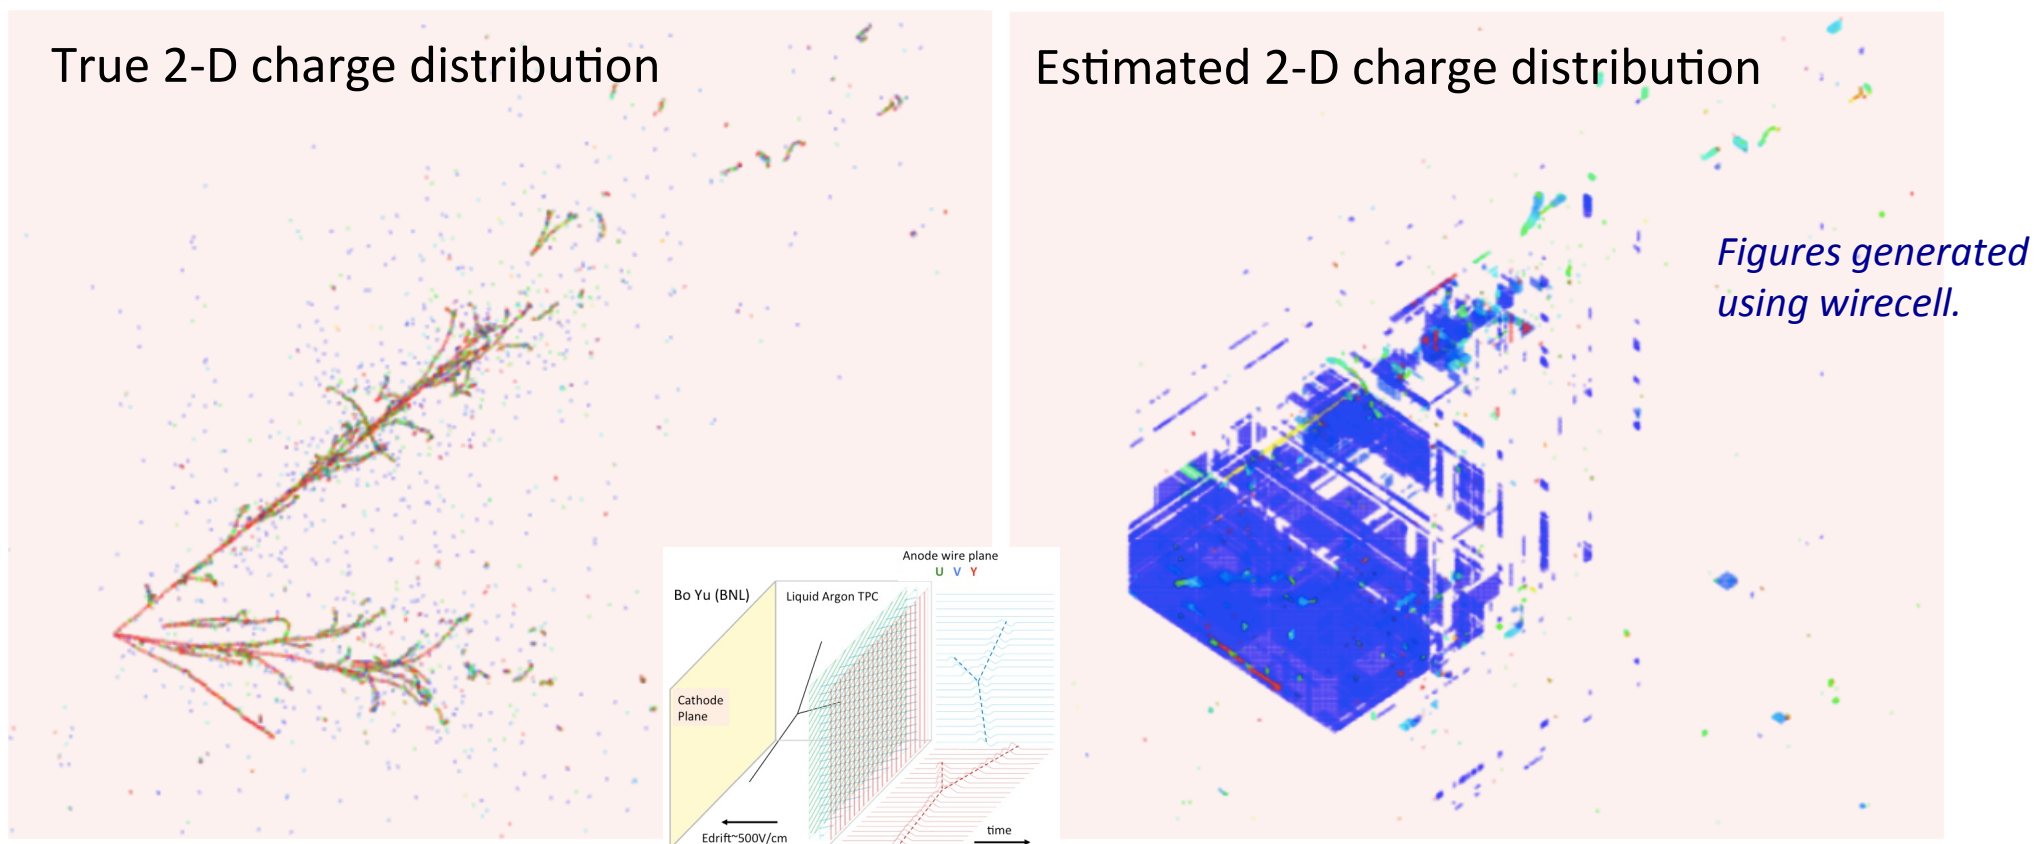 True 2-D charge distribution
Estimated 2-D charge distribution
Figures generated
using wirecell.
Anode wire plane
U V Y
Bo Yu (BNL)
Liquid Argon TPC
Cathode
Plane
Edrift~500V/cm
time